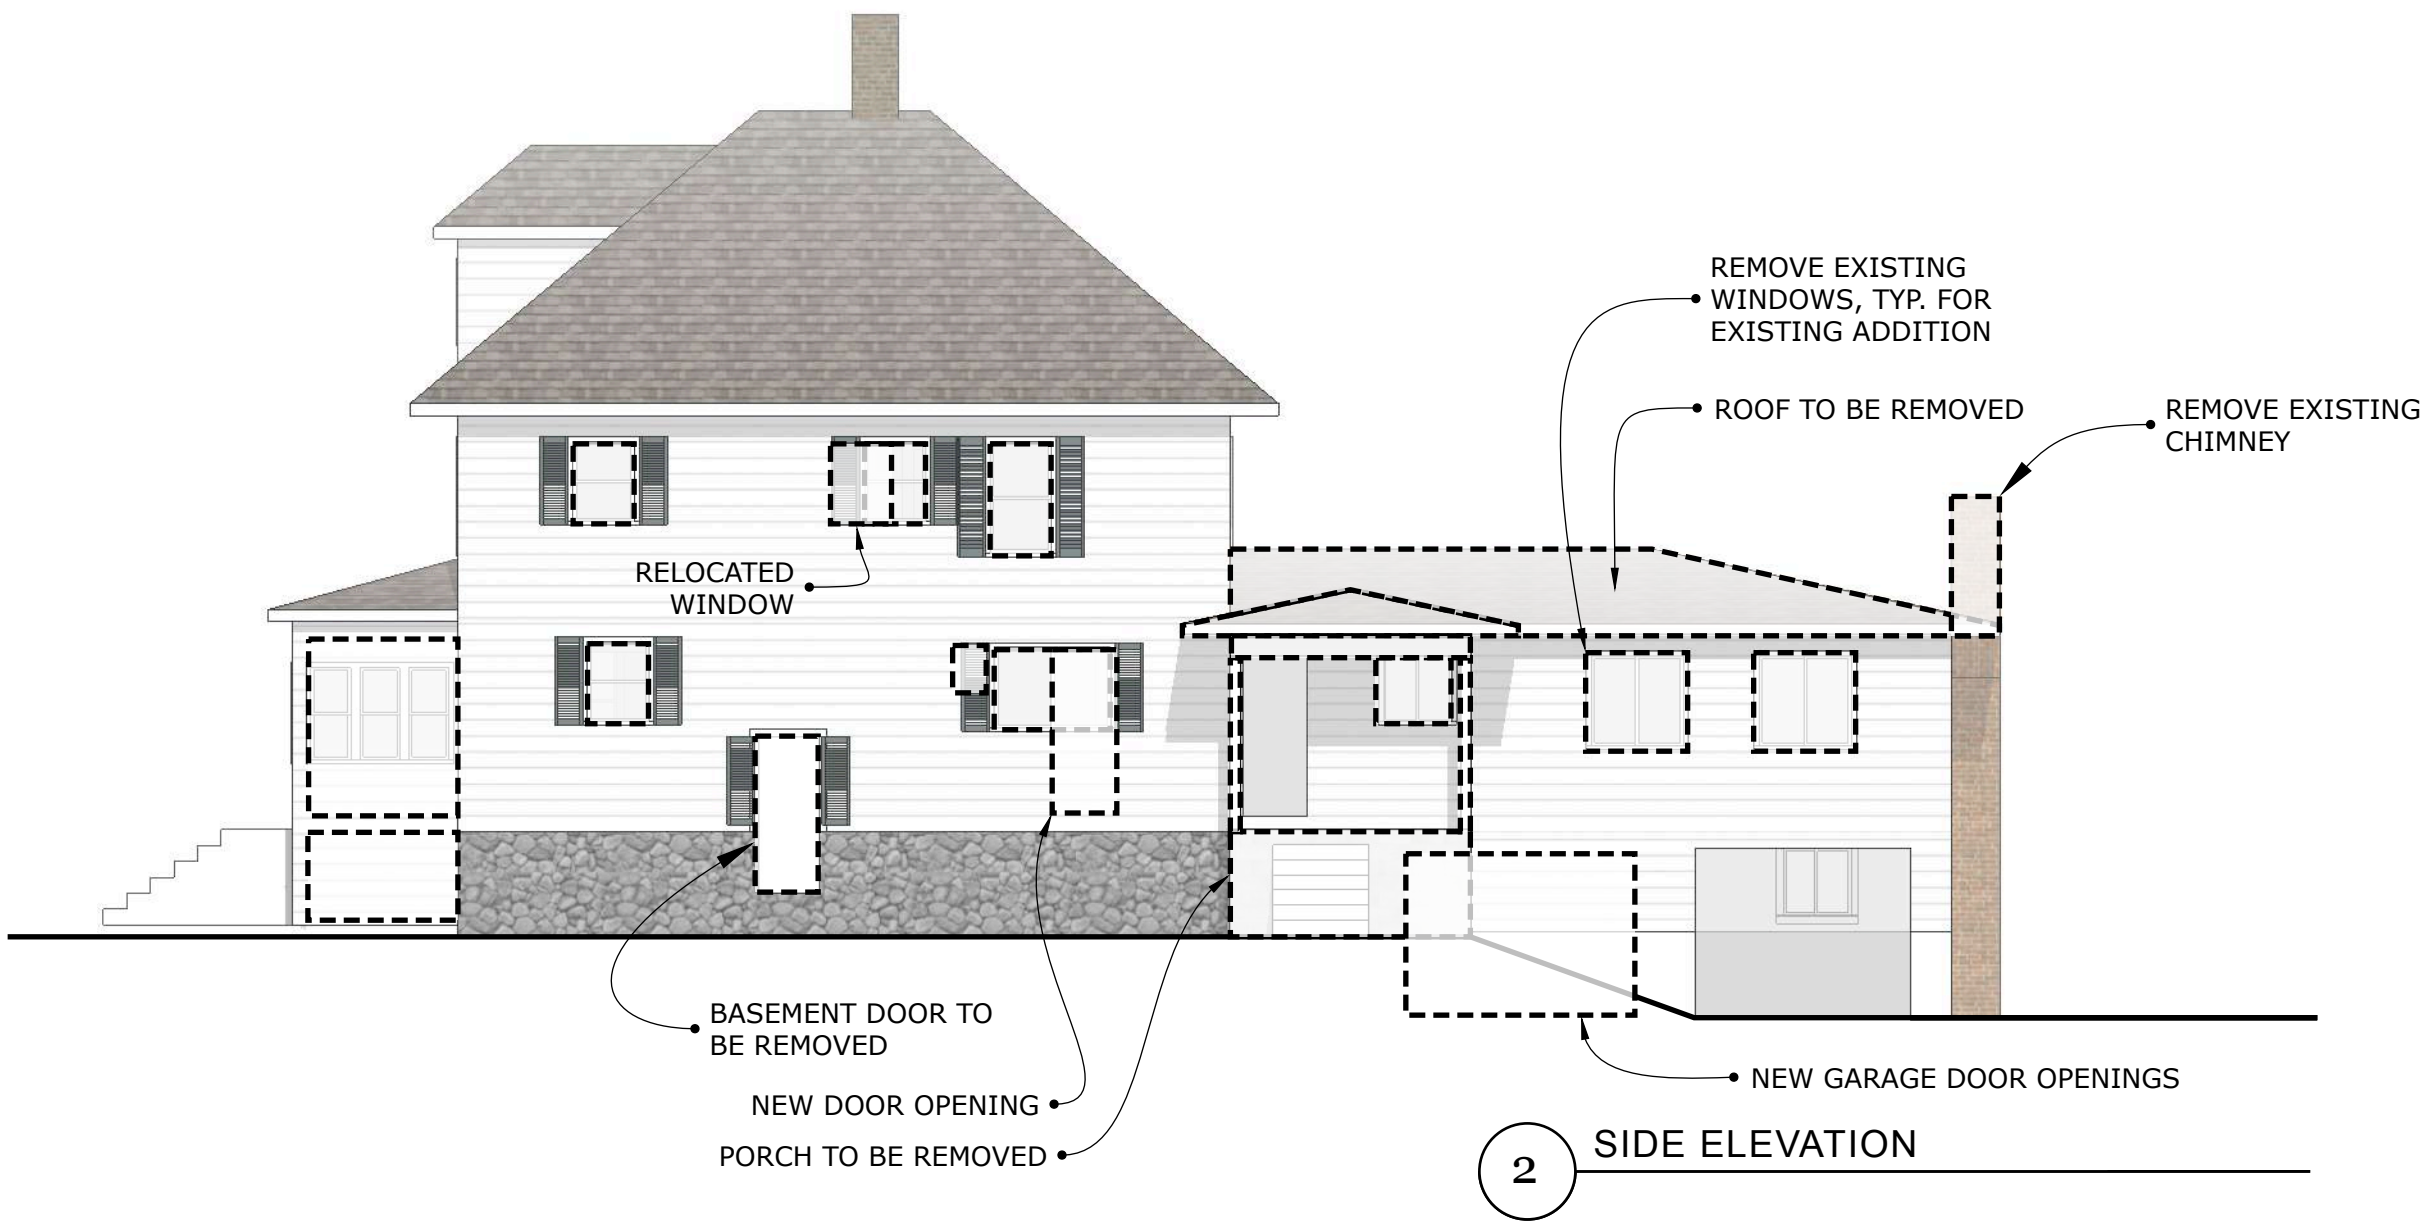 REMOVE EXISTING
WINDOWS, TYP. FOR
EXISTING ADDITION
ROOF TO BE REMOVED
REMOVE EXISTING
CHIMNEY
RELOCATED
WINDOW
BASEMENT DOOR TO
BE REMOVED
NEW DOOR OPENING
PORCH TO BE REMOVED
NEW GARAGE DOOR OPENINGS
2
SIDE ELEVATION